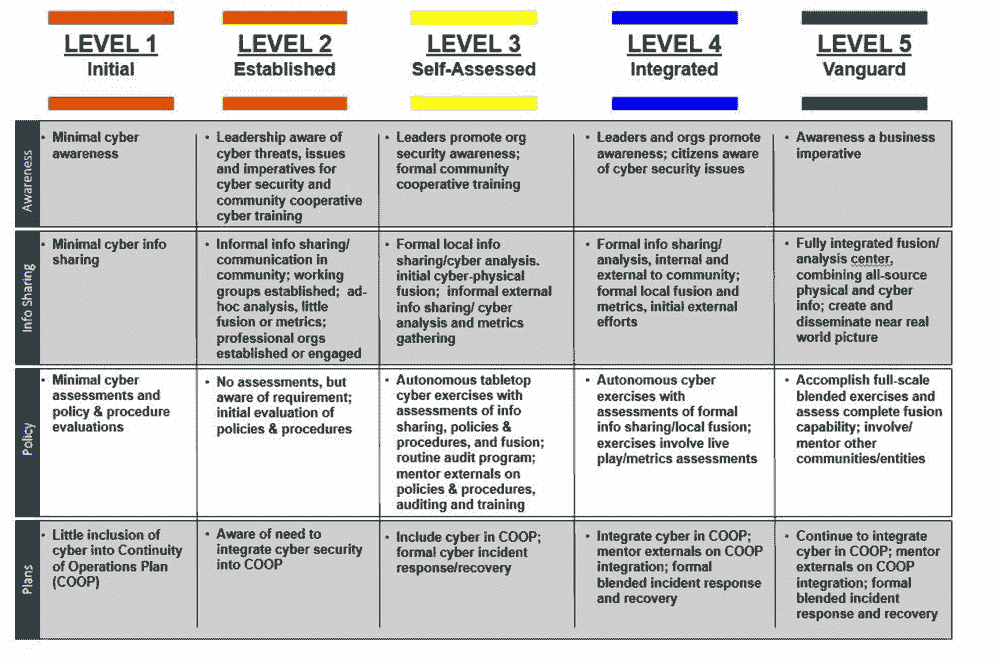 LEVEL 1
Initial
LEVEL 2
Established
LEVEL 3
Self-Assessed
LEVEL 4
Integrated
LEVEL 5
Vanguard
Awareness
• Minimal cyber
awareness
• Leadership aware of
cyber threats, issues
and imperatives for
cyber security and
community cooperative
cyber training
• Leaders promote org
security awareness;
formal community
cooperative training
• Leaders and orgs promote
awareness; citizens aware
of cyber security issues
• Awareness a business
imperative
Info Sharing
• Minimal cyber info
sharing
• Informal info sharing/
communication in
community; working
groups established; ad-
hoc analysis, little
fusion or metrics;
professional orgs
established or engaged
• Formal local info
sharing/cyber analysis.
initial cyber-physical
fusion; informal external
info sharing/ cyber
analysis and metrics
gathering
• Formal info sharing/
analysis, internal and
external to community;
formal local fusion and
metrics, initial external
efforts
• Fully integrated fusion/
analysis center,
combining all-source
physical and cyber
info; create and
disseminate near real
world picture
Policy
• Minimal cyber
assessments and
policy & procedure
evaluations
• No assessments, but
aware of requirement;
initial evaluation of
policies & procedures
• Autonomous tabletop
cyber exercises with
assessments of info
sharing, policies &
procedures, and fusion;
routine audit program;
mentor externals on
policies & procedures,
auditing and training
• Autonomous cyber
exercises with
assessments of formal
info sharing/local fusion;
exercises involve live
play/metrics assessments
• Accomplish full-scale
blended exercises and
assess complete fusion
capability; involve/
mentor other
communities/entities
Plans
• Little inclusion of
cyber into Continuity
of Operations Plan
(COOP)
• Aware of need to
integrate cyber security
into COOP
• Include cyber in COOP;
formal cyber incident
response/recovery
• Integrate cyber in COOP;
mentor externals on COOP
integration; formal
blended incident response
and recovery
• Continue to integrate
cyber in COOP; mentor
externals on COOP
integration; formal
blended incident
response and recovery